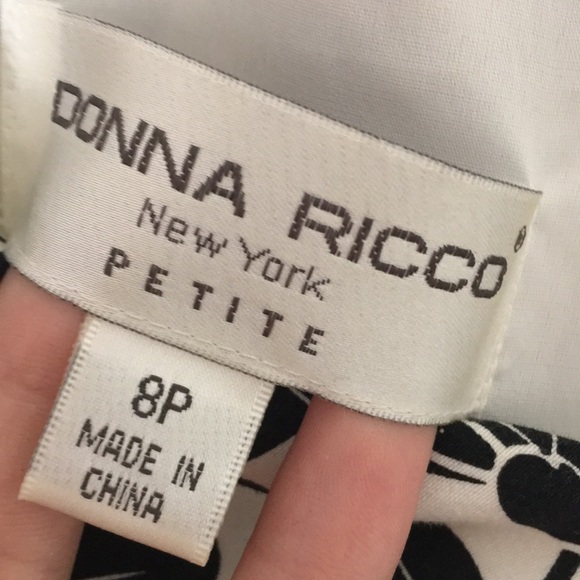 DONNA RICCO®
New York
PETITE
8P
MADE IN
CHINA